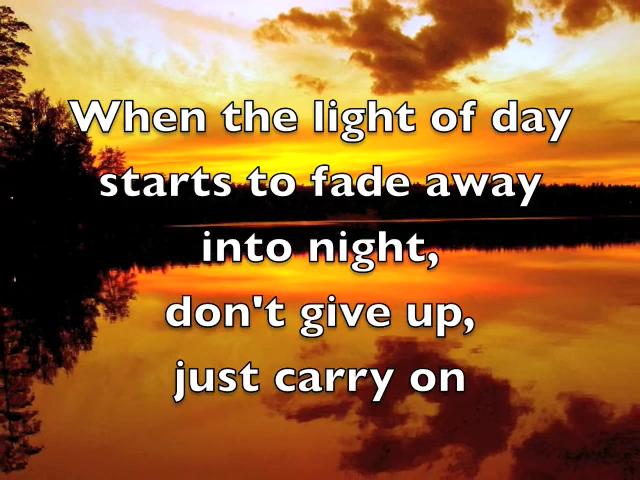 When the light of day
starts to fade away
into night,
don't give up,
just carry on